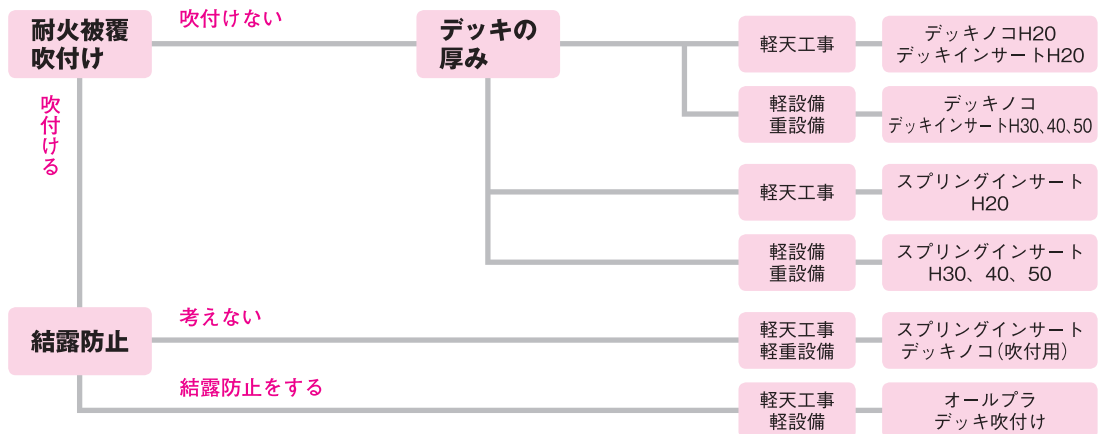 耐火被覆
吹付け
吹付けない
デッキの
厚み
軽天工事
デッキノコH20
デッキインサートH20
軽設備
重設備
デッキノコ
デッキインサートH30、40、50
軽天工事
スプリングインサート
H20
軽設備
重設備
スプリングインサート
H30、40、50
吹付ける
結露防止
考えない
軽天工事
軽重設備
スプリングインサート
デッキノコ（吹付用）
結露防止をする
軽天工事
軽設備
オールプラ
デッキ吹付け